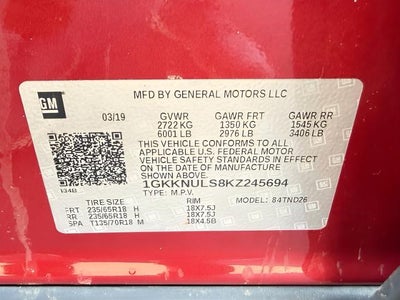 GM
MFD BY GENERAL MOTORS LLC
03/19 GVWR GAWR FRT GAWR RR
2722 KG 1350 KG 1545 KG
6001 LB 2976 LB 3406 LB
THIS VEHICLE CONFORMS TO ALL
APPLICABLE U.S. FEDERAL MOTOR
VEHICLE SAFETY STANDARDS IN EFFECT
ON THE DATE OF MANUFACTURE
SHOWN ABOVE.
1GKKNULS8KZ245694
TYPE: M.P.V. MODEL: 84TND26
TIRE SIZE RIM
FRT 235/65R18 H 18X7.5J
RR 235/65R18 H 18X7.5J
SPA T135/70R18 M 18X4.5B